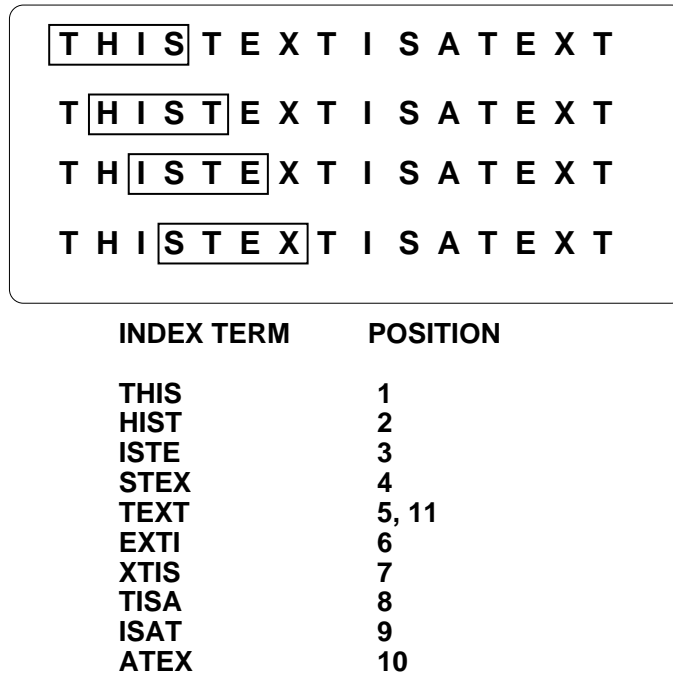 T H I S T E X T I S A T E X T
T H I S T E X T I S A T E X T
T H I S T E X T I S A T E X T
T H I S T E X T I S A T E X T
INDEX TERM POSITION
THIS 1
HIST 2
ISTE 3
STEX 4
TEXT 5, 11
EXTI 6
XTIS 7
TISA 8
ISAT 9
ATEX 10